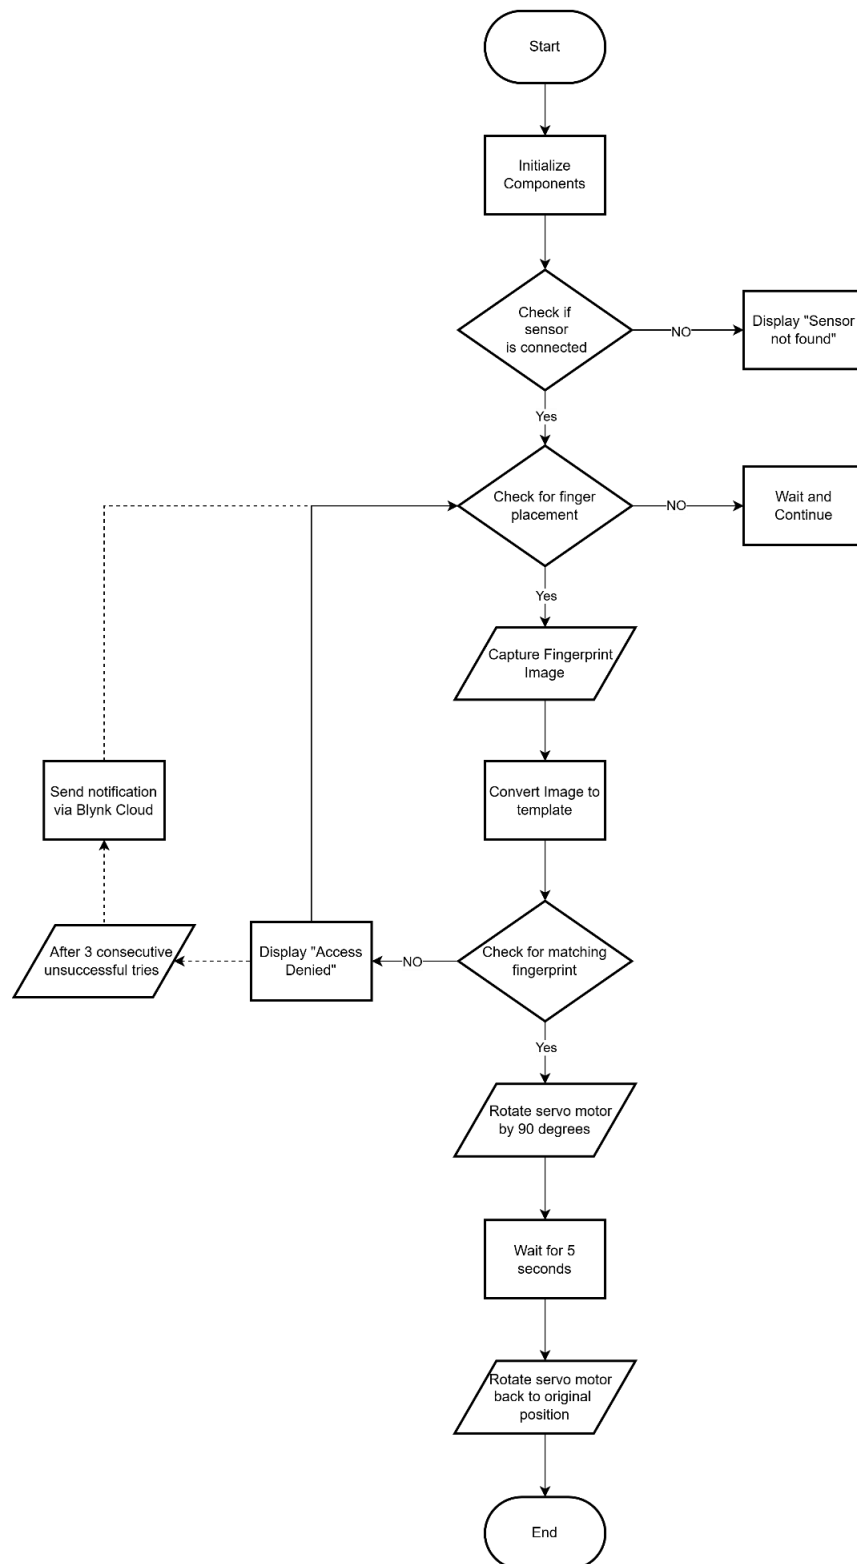 Start
Initialize
Components
Check if
sensor
is connected
NO
Display "Sensor
not found"
Yes
Check for finger
placement
NO
Wait and
Continue
Yes
Capture Fingerprint
Image
Send notification
via Blynk Cloud
Convert Image to
template
After 3 consecutive
unsuccessful tries
Display "Access
Denied"
NO
Check for matching
fingerprint
Yes
Rotate servo motor
by 90 degrees
Wait for 5
seconds
Rotate servo motor
back to original
position
End